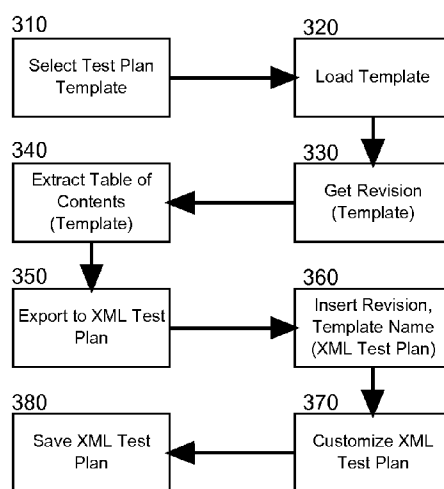 310
Select Test Plan
Template
320
Load Template
340
Extract Table of
Contents
(Template)
330
Get Revision
(Template)
350
Export to XML Test
Plan
360
Insert Revision,
Template Name
(XML Test Plan)
380
Save XML Test
Plan
370
Customize XML
Test Plan